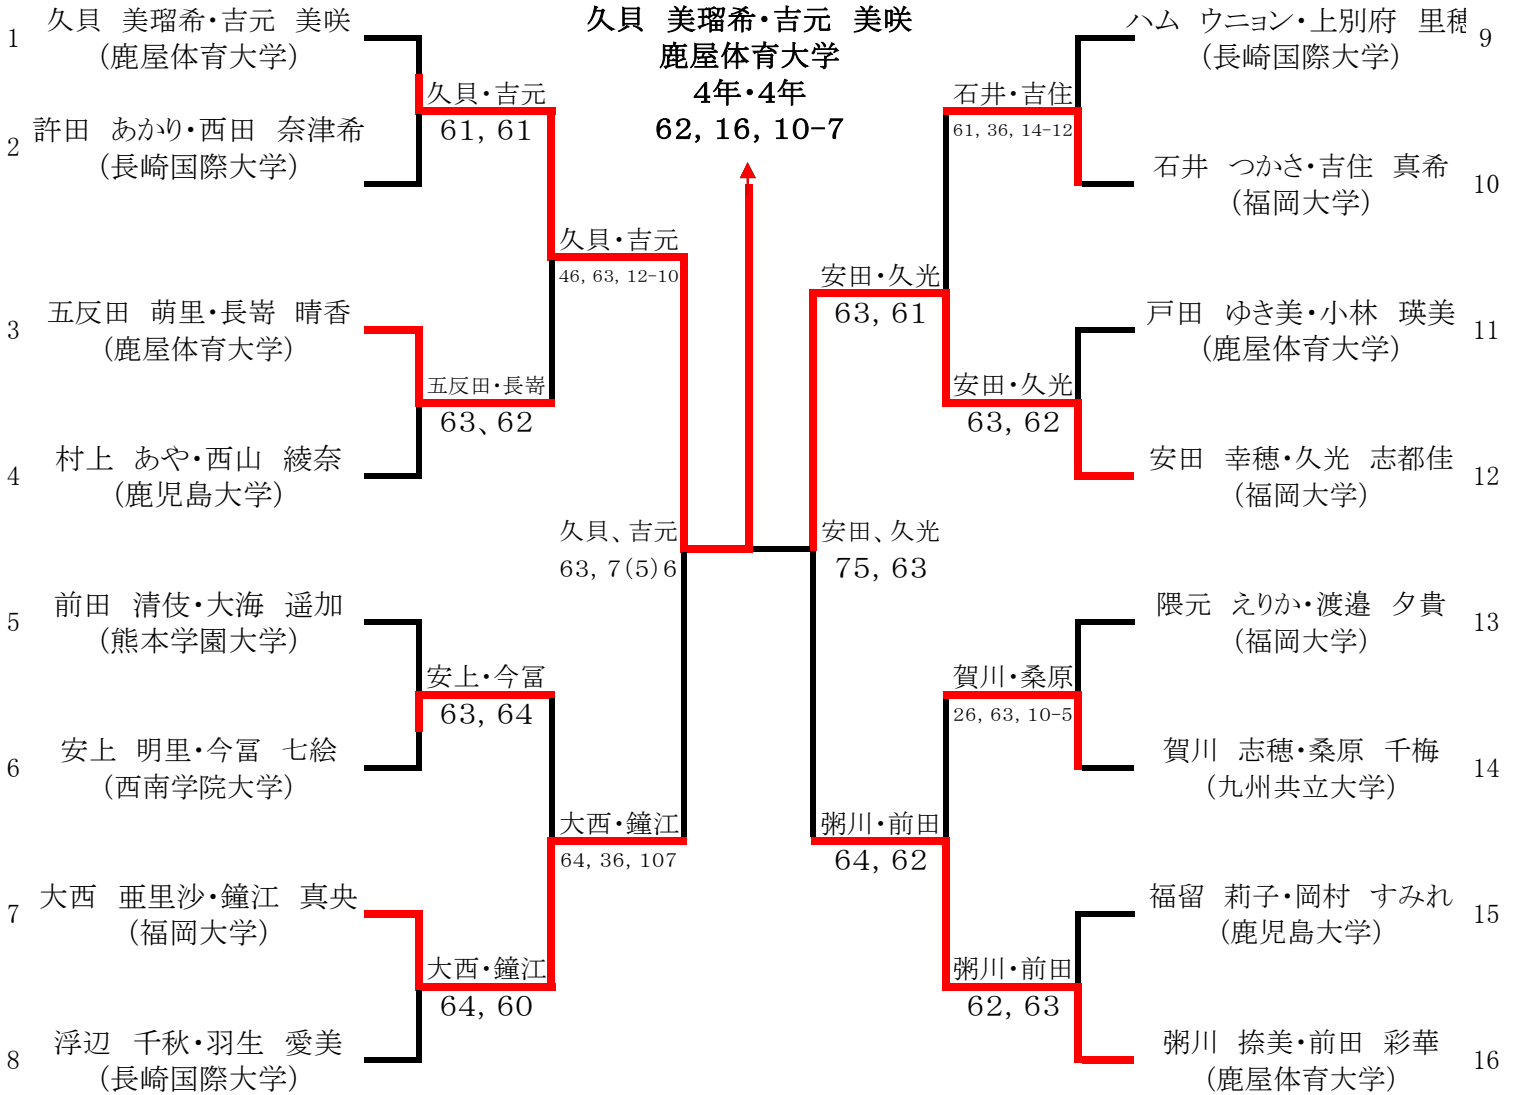 久貝　美瑠希・吉元　美咲
鹿屋体育大学
4年・4年
62, 16, 10-7
1
久貝　美瑠希・吉元　美咲
(鹿屋体育大学)
2
許田　あかり・西田　奈津希
(長崎国際大学)
久貝・吉元
61, 61
3
五反田　萌里・長嵜　晴香
(鹿屋体育大学)
4
村上　あや・西山　綾奈
(鹿児島大学)
五反田・長嵜
63、62
久貝・吉元
46, 63, 12-10
5
前田　清伎・大海　遥加
(熊本学園大学)
6
安上　明里・今冨　七絵
(西南学院大学)
安上・今冨
63, 64
7
大西　亜里沙・鐘江　真央
(福岡大学)
8
浮辺　千秋・羽生　愛美
(長崎国際大学)
大西・鐘江
64, 60
大西・鐘江
64, 36, 107
久貝、吉元
63, 7(5)6
ハム　ウニョン・上別府　里穂
(長崎国際大学)
9
石井　つかさ・吉住　真希
(福岡大学)
10
石井・吉住
61, 36, 14-12
戸田　ゆき美・小林　瑛美
(鹿屋体育大学)
11
安田　幸穂・久光　志都佳
(福岡大学)
12
安田・久光
63, 62
安田・久光
63, 61
隈元　えりか・渡邉　夕貴
(福岡大学)
13
賀川　志穂・桑原　千梅
(九州共立大学)
14
賀川・桑原
26, 63, 10-5
福留　莉子・岡村　すみれ
(鹿児島大学)
15
粥川　捺美・前田　彩華
(鹿屋体育大学)
16
粥川・前田
62, 63
粥川・前田
64, 62
安田、久光
75, 63